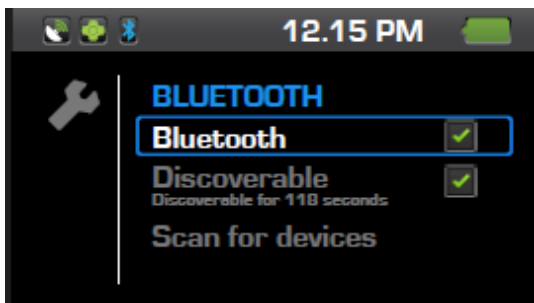 12.15 PM
BLUETOOTH
Bluetooth
Discoverable
Discoverable for 118 seconds
Scan for devices